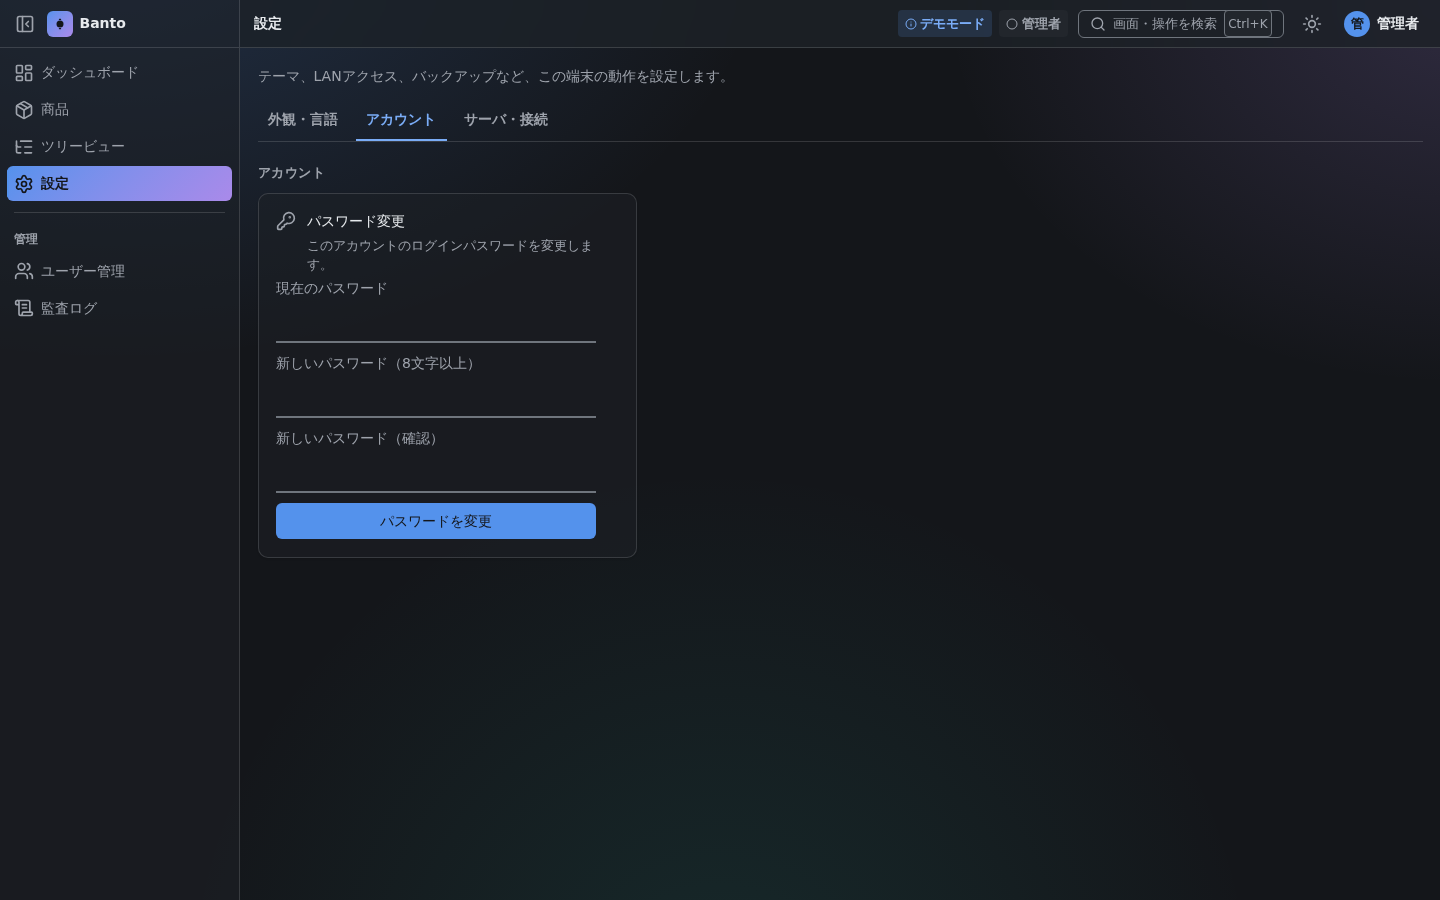 Banto
設定
デモモード
管理者
画面・操作を検索 Ctrl+K
管 管理者
ダッシュボード
商品
ツリービュー
設定
管理
ユーザー管理
監査ログ
テーマ、LANアクセス、バックアップなど、この端末の動作を設定します。
外観・言語
アカウント
サーバ・接続
アカウント
パスワード変更
このアカウントのログインパスワードを変更しま
す。
現在のパスワード
新しいパスワード（8文字以上）
新しいパスワード（確認）
パスワードを変更